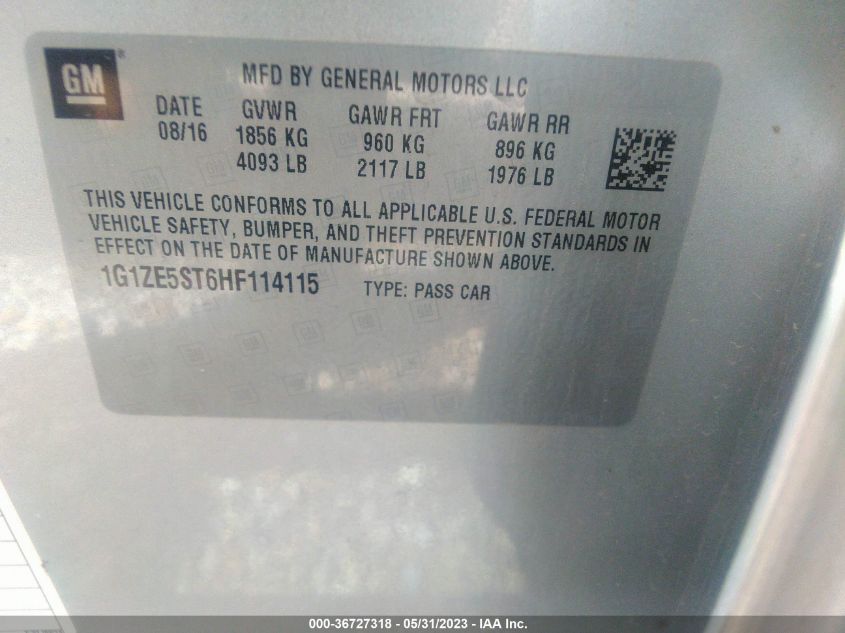 GM®
MFD BY GENERAL MOTORS LLC
DATE GVWR GAWR FRT GAWR RR
08/16 1856 KG 960 KG 896 KG
4093 LB 2117 LB 1976 LB
THIS VEHICLE CONFORMS TO ALL APPLICABLE U.S. FEDERAL MOTOR
VEHICLE SAFETY, BUMPER, AND THEFT PREVENTION STANDARDS IN
EFFECT ON THE DATE OF MANUFACTURE SHOWN ABOVE.
1G1ZE5ST6HF114115 TYPE: PASS CAR
000-36727318 - 05/31/2023 - IAA Inc.